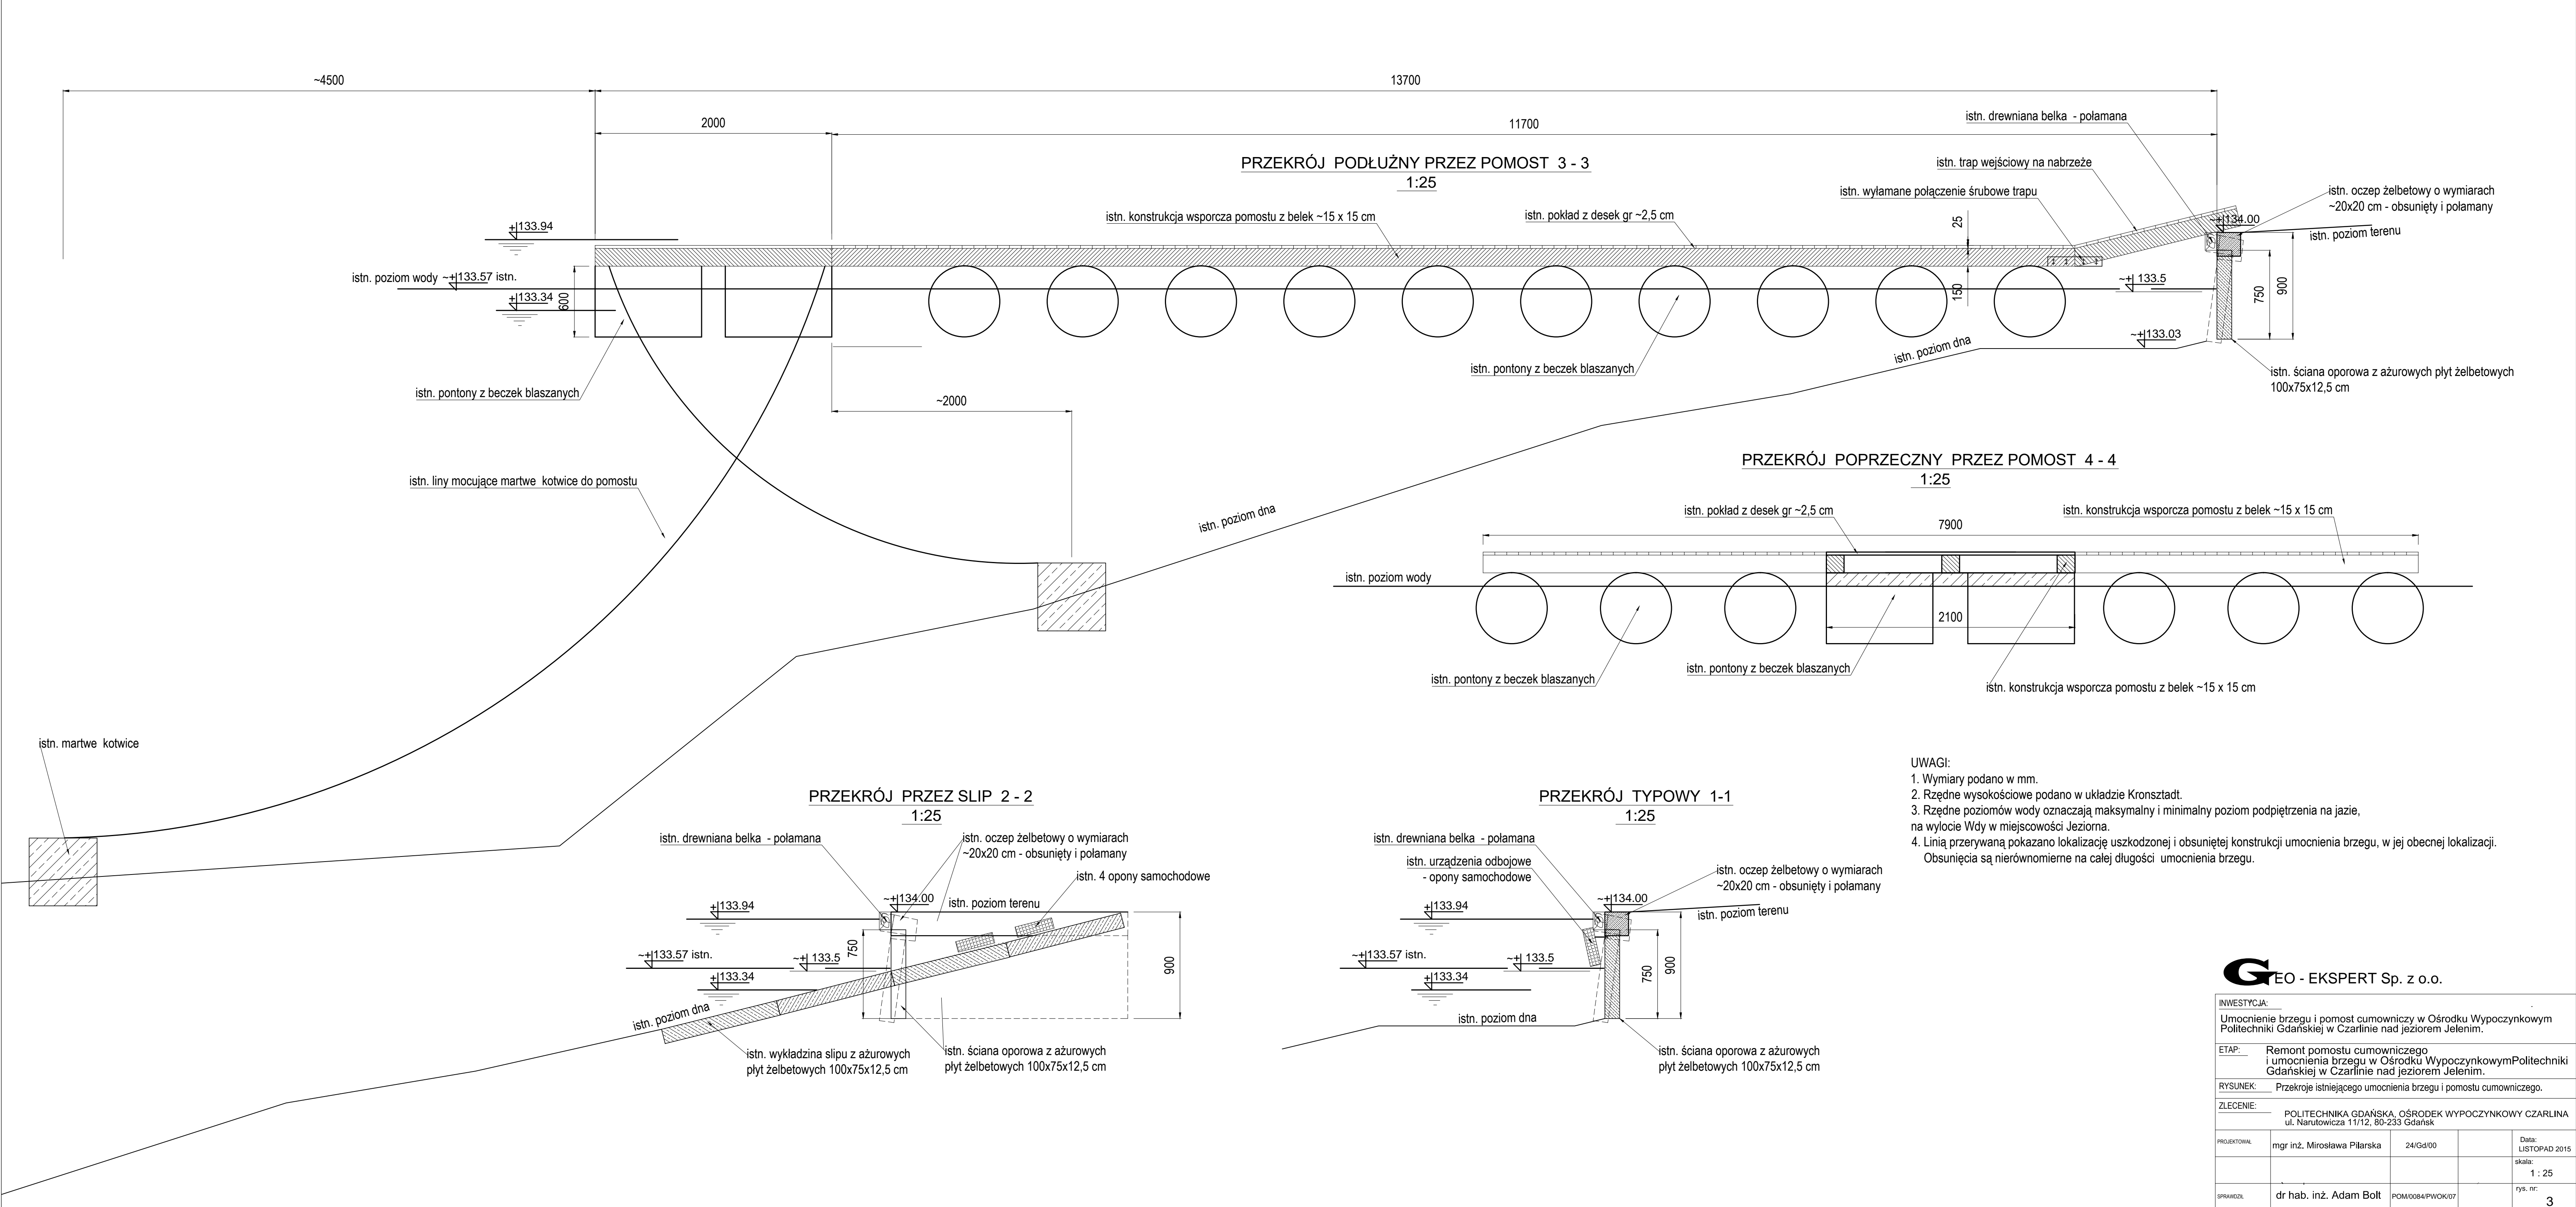 ~4500
13700
2000
11700
istn. drewniana belka - połamana
PRZEKRÓJ PODŁUŻNY PRZEZ POMOST 3 - 3
1:25
istn. trap wejściowy na nabrzeże
istn. wyłamane połączenie śrubowe trapu
istn. oczep żelbetowy o wymiarach
~20x20 cm - obsunięty i połamany
istn. konstrukcja wsporcza pomostu z belek ~15 x 15 cm
istn. pokład z desek gr ~2,5 cm
25
~+134.00
istn. poziom terenu
+133.94
istn. poziom wody ~+133.57 istn.
+133.34
600
150
~+ 133.5
750
900
~+133.03
istn. poziom dna
istn. pontony z beczek blaszanych
istn. pontony z beczek blaszanych
istn. ściana oporowa z ażurowych płyt żelbetowych
100x75x12,5 cm
~2000
istn. liny mocujące martwe kotwice do pomostu
istn. poziom dna
PRZEKRÓJ POPRZECZNY PRZEZ POMOST 4 - 4
1:25
istn. pokład z desek gr ~2,5 cm
istn. konstrukcja wsporcza pomostu z belek ~15 x 15 cm
7900
istn. poziom wody
2100
istn. pontony z beczek blaszanych
istn. pontony z beczek blaszanych
istn. konstrukcja wsporcza pomostu z belek ~15 x 15 cm
istn. martwe kotwice
PRZEKRÓJ PRZEZ SLIP 2 - 2
1:25
istn. drewniana belka - połamana
istn. oczep żelbetowy o wymiarach
~20x20 cm - obsunięty i połamany
istn. 4 opony samochodowe
~+134.00
istn. poziom terenu
+133.94
~+133.57 istn.
~+ 133.5
+133.34
750
900
istn. poziom dna
istn. wykładzina slipu z ażurowych
płyt żelbetowych 100x75x12,5 cm
istn. ściana oporowa z ażurowych
płyt żelbetowych 100x75x12,5 cm
PRZEKRÓJ TYPOWY 1-1
1:25
istn. drewniana belka - połamana
istn. urządzenia odbojowe
- opony samochodowe
istn. oczep żelbetowy o wymiarach
~20x20 cm - obsunięty i połamany
~+134.00
istn. poziom terenu
+133.94
~+133.57 istn.
~+ 133.5
+133.34
750
900
istn. poziom dna
istn. ściana oporowa z ażurowych
płyt żelbetowych 100x75x12,5 cm
UWAGI:
1. Wymiary podano w mm.
2. Rzędne wysokościowe podano w układzie Kronsztadt.
3. Rzędne poziomów wody oznaczają maksymalny i minimalny poziom podpiętrzenia na jazie,
na wylocie Wdy w miejscowości Jeziorna.
4. Linią przerywaną pokazano lokalizację uszkodzonej i obsuniętej konstrukcji umocnienia brzegu, w jej obecnej lokalizacji.
Obsunięcia są nierównomierne na całej długości umocnienia brzegu.
GEO - EKSPERT Sp. z o.o.
INWESTYCJA:
Umocnienie brzegu i pomost cumowniczy w Ośrodku Wypoczynkowym
Politechniki Gdańskiej w Czarlinie nad jeziorem Jelenim.
ETAP: Remont pomostu cumowniczego
i umocnienia brzegu w Ośrodku WypoczynkowymPolitechniki
Gdańskiej w Czarlinie nad jeziorem Jelenim.
RYSUNEK: Przekroje istniejącego umocnienia brzegu i pomostu cumowniczego.
ZLECENIE:
POLITECHNIKA GDAŃSKA, OŚRODEK WYPOCZYNKOWY CZARLINA
ul. Narutowicza 11/12, 80-233 Gdańsk
PROJEKTOWAŁ mgr inż. Mirosława Pilarska 24/Gd/00 Data:
LISTOPAD 2015
skala:
1 : 25
SPRAWDZIŁ dr hab. inż. Adam Bolt POM/0084/PWOK/07 rys. nr:
3